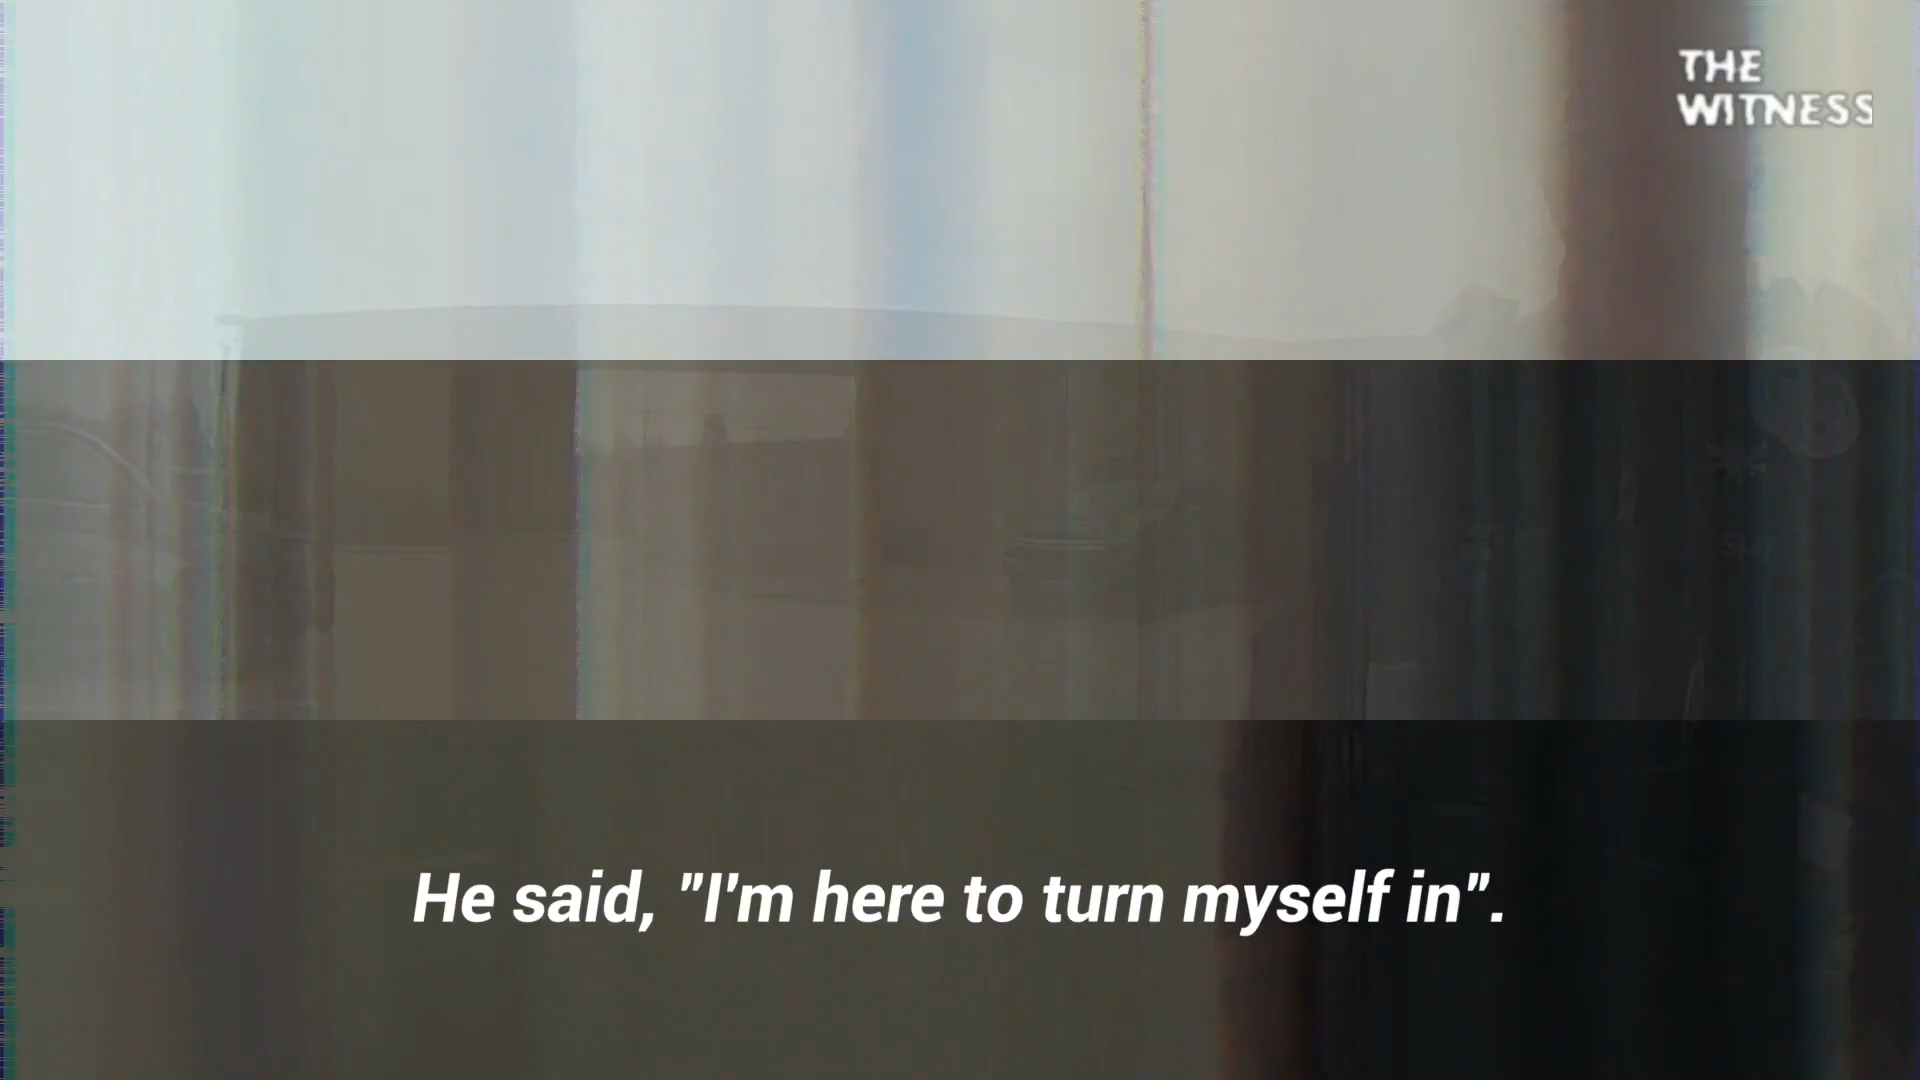 THE
WITNESS
He said, "I'm here to turn myself in".